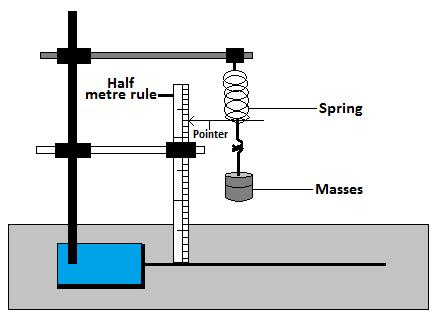 Half
metre rule
Spring
Pointer
Masses